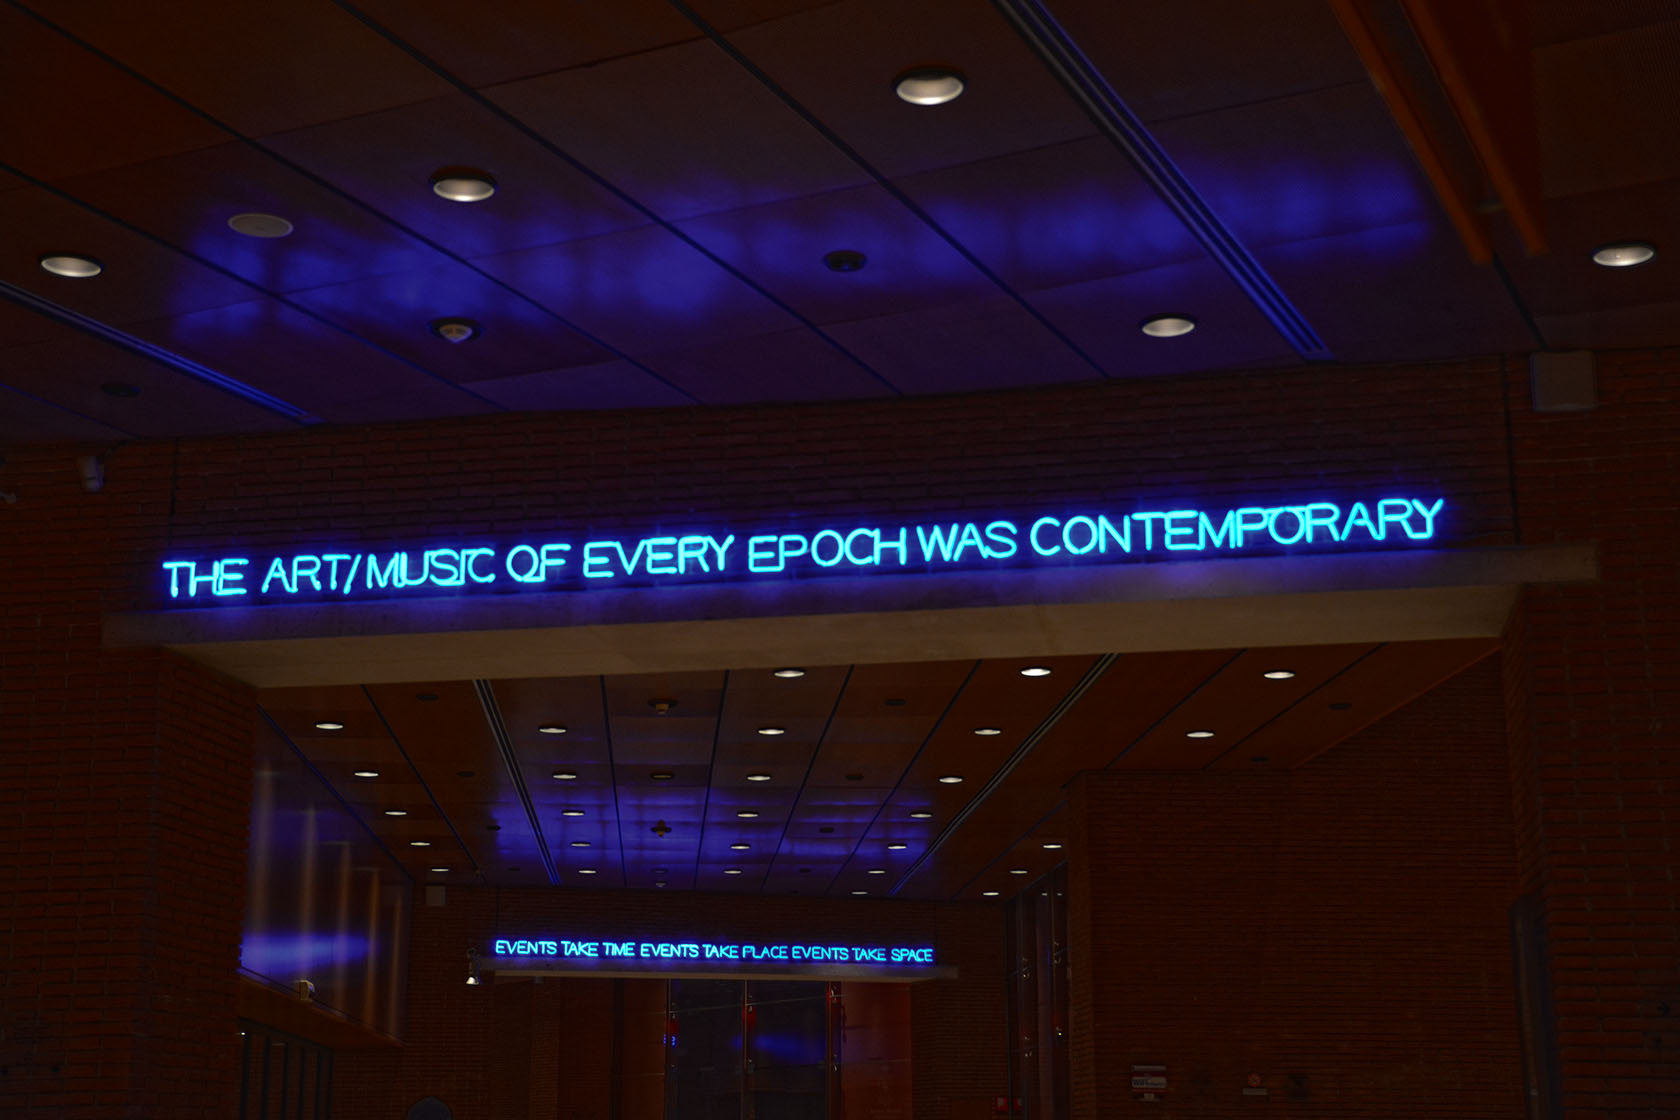 THE ART/MUSIC OF EVERY EPOCH WAS CONTEMPORARY
EVENTS TAKE TIME EVENTS TAKE PLACE EVENTS TAKE SPACE